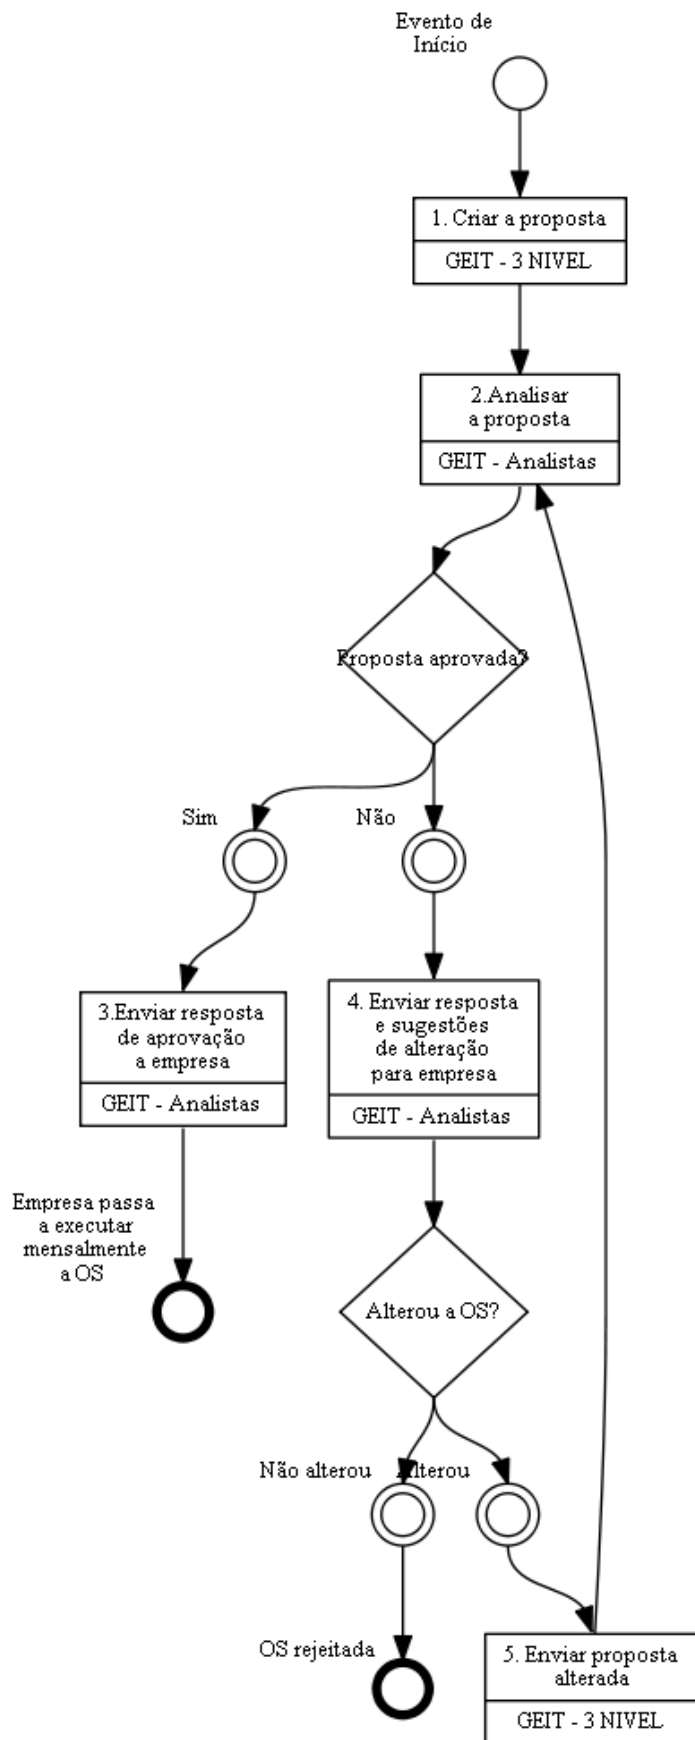 Evento de
Início
1. Criar a proposta
GEIT - 3 NIVEL
2.Analisar
a proposta
GEIT - Analistas
Proposta aprovada?
Sim
Não
3.Enviar resposta
de aprovação
a empresa
GEIT - Analistas
4. Enviar resposta
e sugestões
de alteração
para empresa
GEIT - Analistas
Empresa passa
a executar
mensalmente
a OS
Alterou a OS?
Não alterou
Alterou
OS rejeitada
5. Enviar proposta
alterada
GEIT - 3 NIVEL